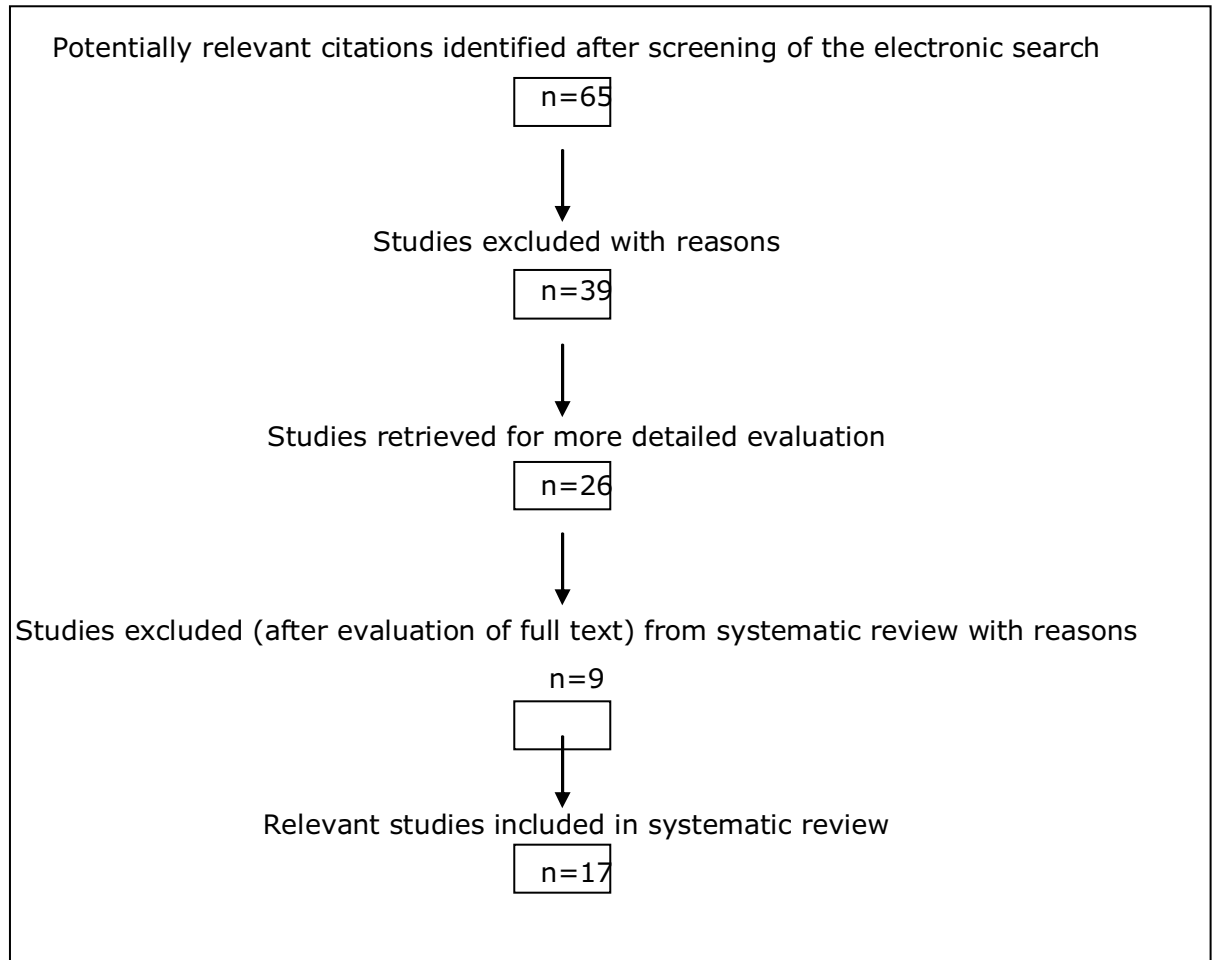 Potentially relevant citations identified after screening of the electronic search
n=65
Studies excluded with reasons
n=39
Studies retrieved for more detailed evaluation
n=26
Studies excluded (after evaluation of full text) from systematic review with reasons
n=9
Relevant studies included in systematic review
n=17